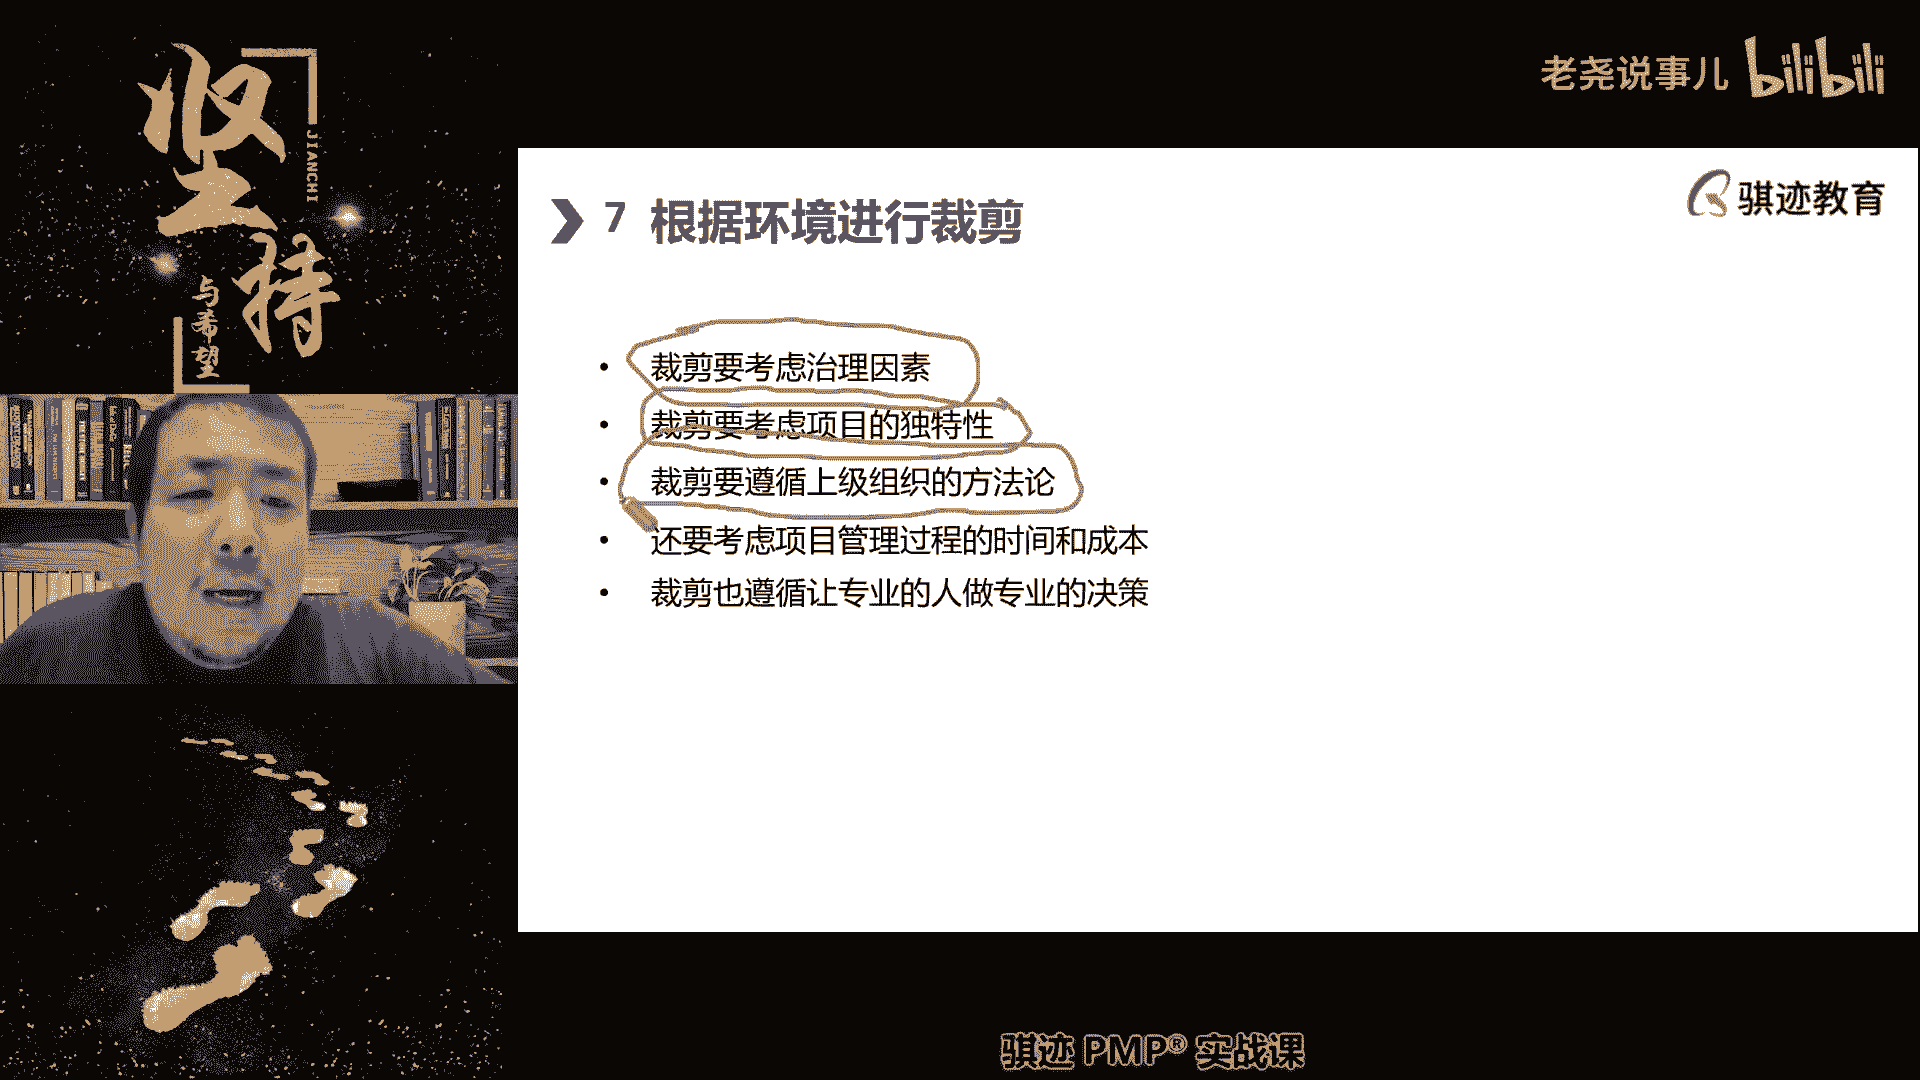 坚持
JIANCHI
与希望
老尧说事儿 bilibili
骐迹教育
7 根据环境进行裁剪
• 裁剪要考虑治理因素
• 裁剪要考虑项目的独特性
• 裁剪要遵循上级组织的方法论
• 还要考虑项目管理过程的时间和成本
• 裁剪也遵循让专业的人做专业的决策
骐迹 PMP® 实战课